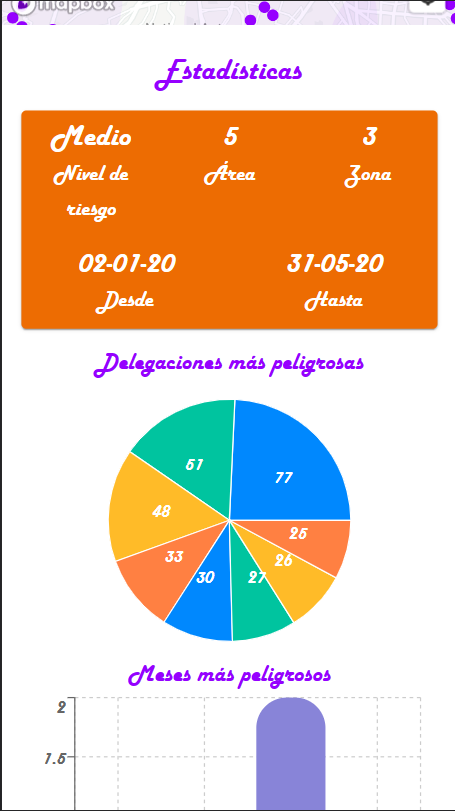 mapbox
Estadísticas
Medio 5 3
Nivel de Área Zona
riesgo
02-01-20 31-05-20
Desde Hasta
Delegaciones más peligrosas
51 77
48 25
33 26
30 27
Meses más peligrosos
2
1.5